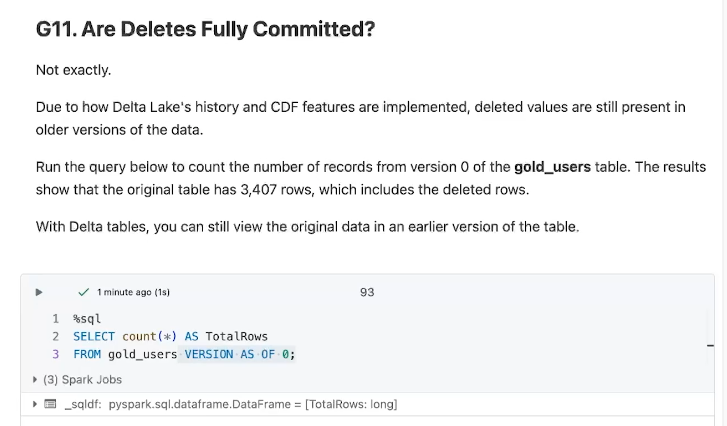 G11. Are Deletes Fully Committed?
Not exactly.
Due to how Delta Lake's history and CDF features are implemented, deleted values are still present in
older versions of the data.
Run the query below to count the number of records from version 0 of the gold_users table. The results
show that the original table has 3,407 rows, which includes the deleted rows.
With Delta tables, you can still view the original data in an earlier version of the table.
1 minute ago (1s) 93
1 %sql
2 SELECT count(*) AS TotalRows
3 FROM gold_users VERSION AS OF 0;
(3) Spark Jobs
_sqldf: pyspark.sql.dataframe.DataFrame = [TotalRows: long]